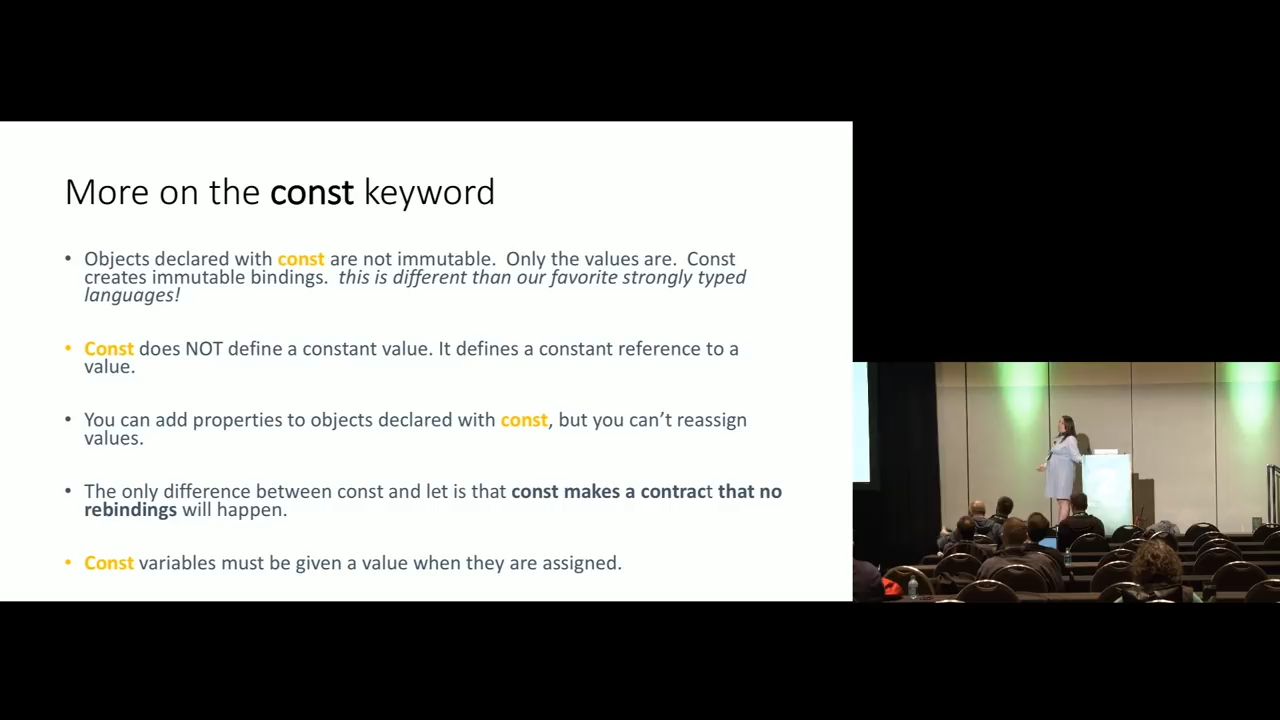 More on the const keyword
• Objects declared with const are not immutable.  Only the values are.  Const
creates immutable bindings.  this is different than our favorite strongly typed
languages!
• Const does NOT define a constant value. It defines a constant reference to a
value.
• You can add properties to objects declared with const, but you can’t reassign
values.
• The only difference between const and let is that const makes a contract that no
rebindings will happen.
• Const variables must be given a value when they are assigned.